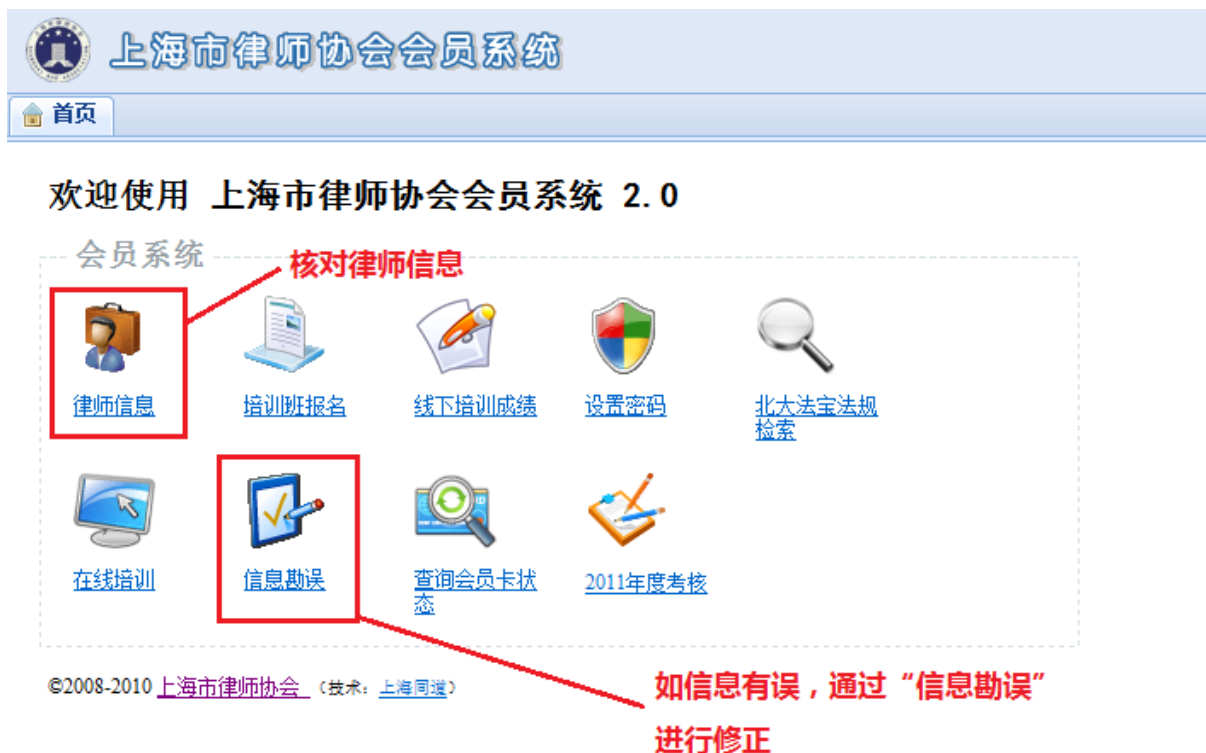 上海市律师协会会员系统
首页
欢迎使用 上海市律师协会会员系统 2.0
会员系统
核对律师信息
律师信息
培训班报名
线下培训成绩
设置密码
北大法宝法规
检索
在线培训
信息勘误
查询会员卡状
态
2011年度考核
©2008-2010 上海市律师协会 （技术：上海同道）
如信息有误，通过“信息勘误”
进行修正